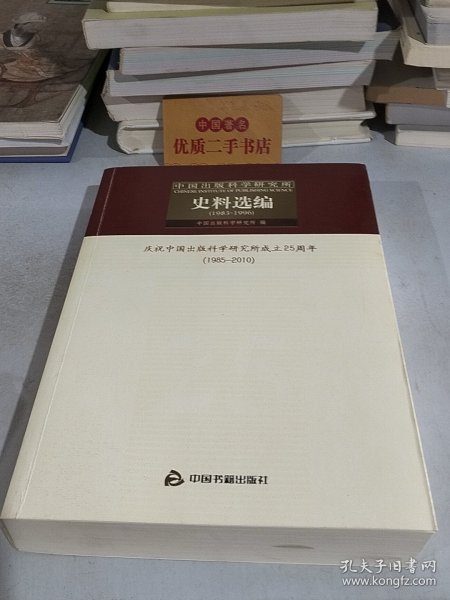 中国著名
优质二手书店
中国出版科学研究所
CHINESE INSTITUTE OF PUBLISHING SCIENCE
史料选编
(1983-1996)
中国出版科学研究所 编
庆祝中国出版科学研究所成立25周年
(1985—2010)
中国书籍出版社
孔夫子旧书网
www.kongfz.com